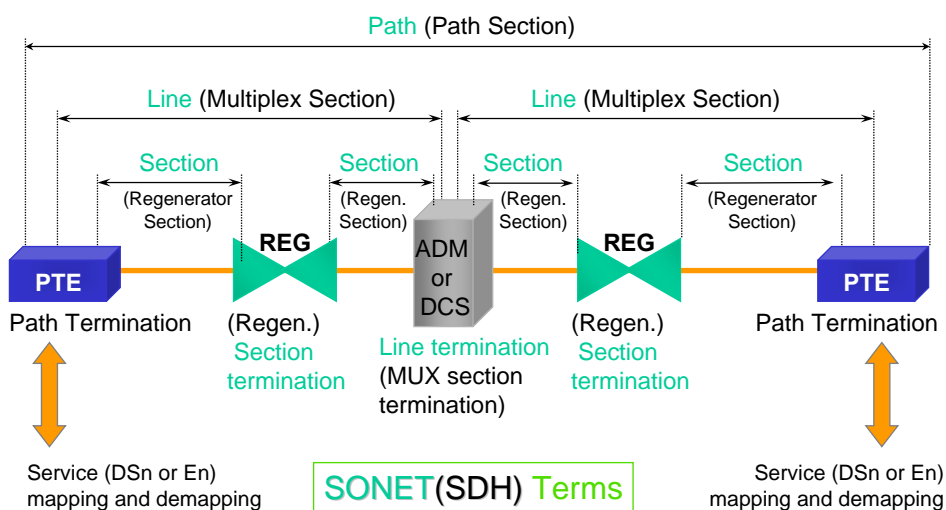 Path (Path Section)
Line (Multiplex Section)
Line (Multiplex Section)
Section
(Regenerator
Section)
Section
(Regen.
Section)
Section
(Regen.
Section)
Section
(Regenerator
Section)
PTE
REG
ADM
or
DCS
REG
PTE
Path Termination
(Regen.)
Section
termination
Line termination
(MUX section
termination)
(Regen.)
Section
termination
Path Termination
Service (DSn or En)
mapping and demapping
SONET(SDH) Terms
Service (DSn or En)
mapping and demapping